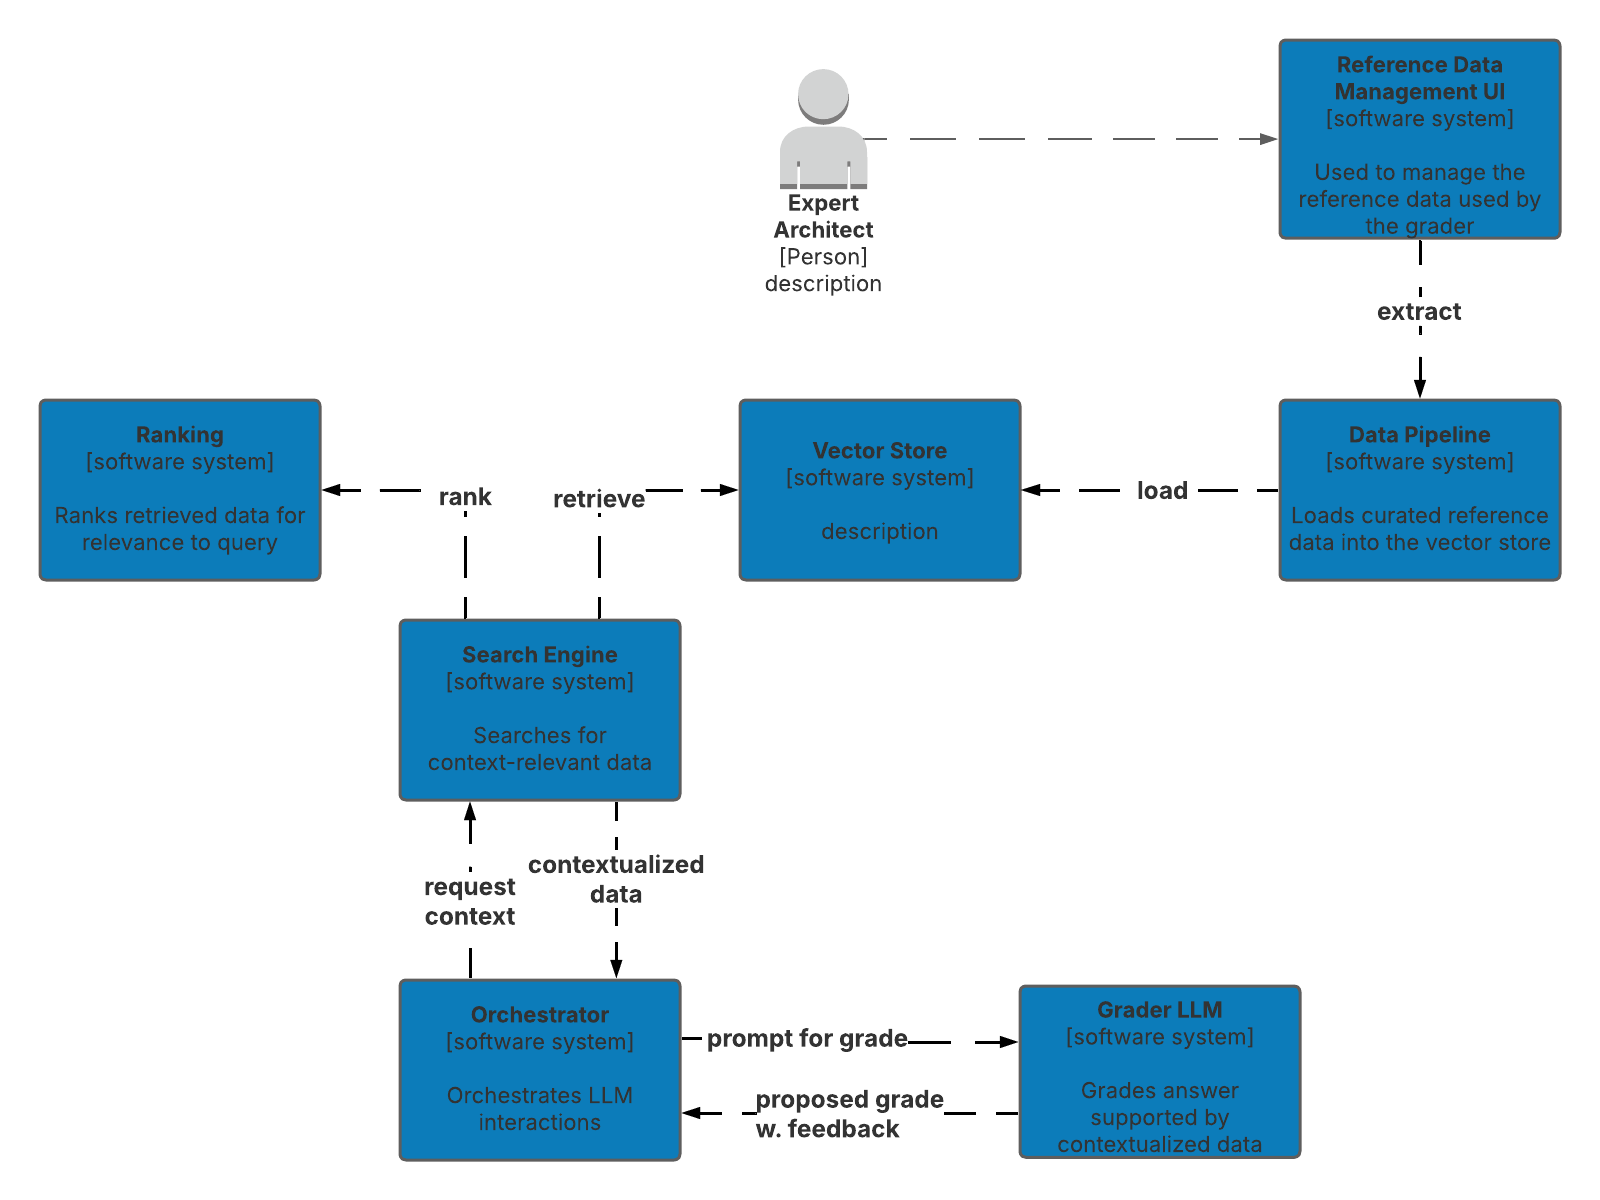 Reference Data
Management UI
[software system]
Used to manage the
reference data used by
the grader
Expert
Architect
[Person]
description
extract
Ranking
[software system]
Ranks retrieved data for
relevance to query
rank
retrieve
Vector Store
[software system]
description
load
Data Pipeline
[software system]
Loads curated reference
data into the vector store
Search Engine
[software system]
Searches for
context-relevant data
request
context
contextualized
data
Orchestrator
[software system]
Orchestrates LLM
interactions
prompt for grade
proposed grade
w. feedback
Grader LLM
[software system]
Grades answer
supported by
contextualized data